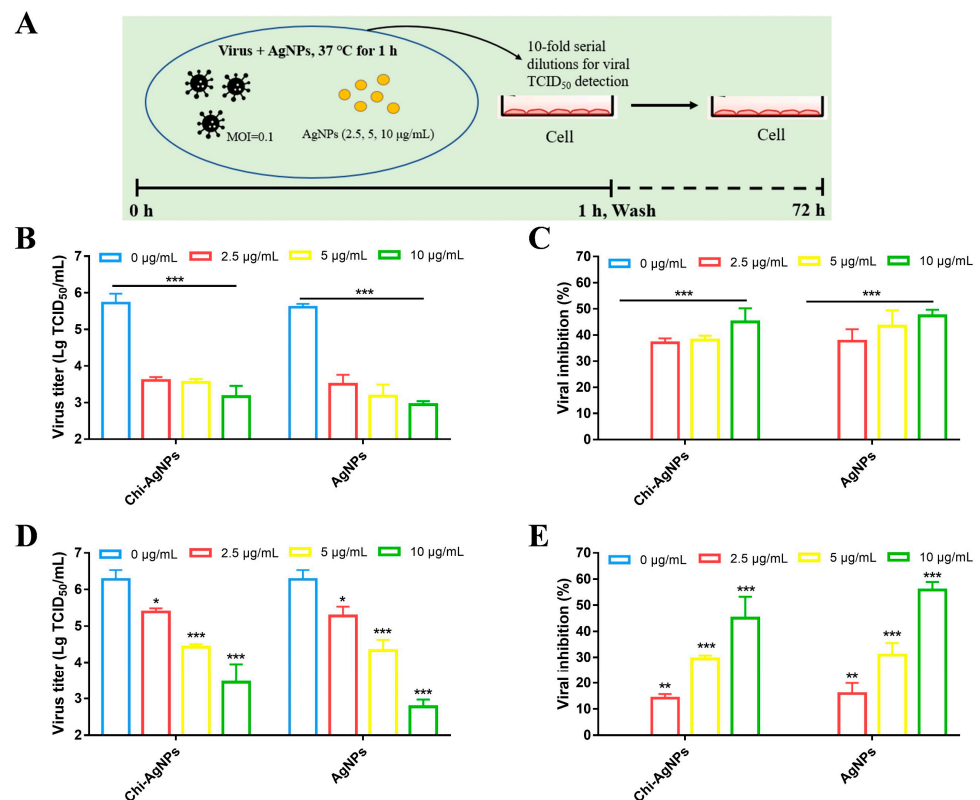 A
Virus + AgNPs, 37 °C for 1 h
MOI=0.1
AgNPs (2.5, 5, 10 μg/mL)
10-fold serial
dilutions for viral
TCID50 detection
Cell
Cell
0 h
1 h, Wash
72 h
B
0 μg/mL 2.5 μg/mL 5 μg/mL 10 μg/mL
Virus titer (Lg TCID50/mL)
7
6
5
4
3
2
***
***
Chi-AgNPs
AgNPs
C
0 μg/mL 2.5 μg/mL 5 μg/mL 10 μg/mL
Viral inhibition (%)
70
60
50
40
30
20
10
0
***
***
Chi-AgNPs
AgNPs
D
0 μg/mL 2.5 μg/mL 5 μg/mL 10 μg/mL
Virus titer (Lg TCID50/mL)
7
6
5
4
3
2
*
***
***
*
***
***
Chi-AgNPs
AgNPs
E
0 μg/mL 2.5 μg/mL 5 μg/mL 10 μg/mL
Viral inhibition (%)
70
60
50
40
30
20
10
0
**
***
***
**
***
***
Chi-AgNPs
AgNPs